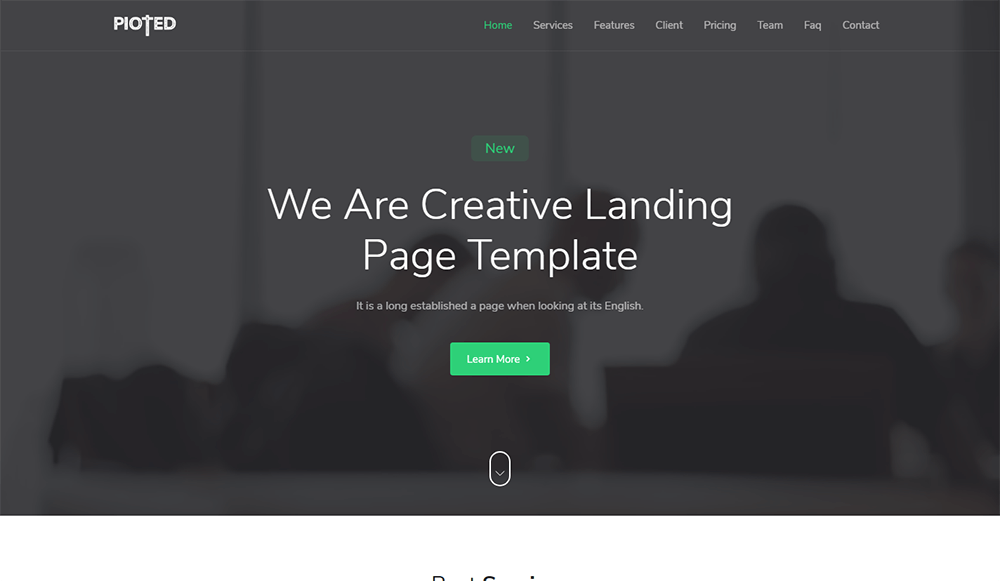 PIOTED
Home Services Features Client Pricing Team Faq Contact
New
We Are Creative Landing
Page Template
It is a long established a page when looking at its English.
Learn More